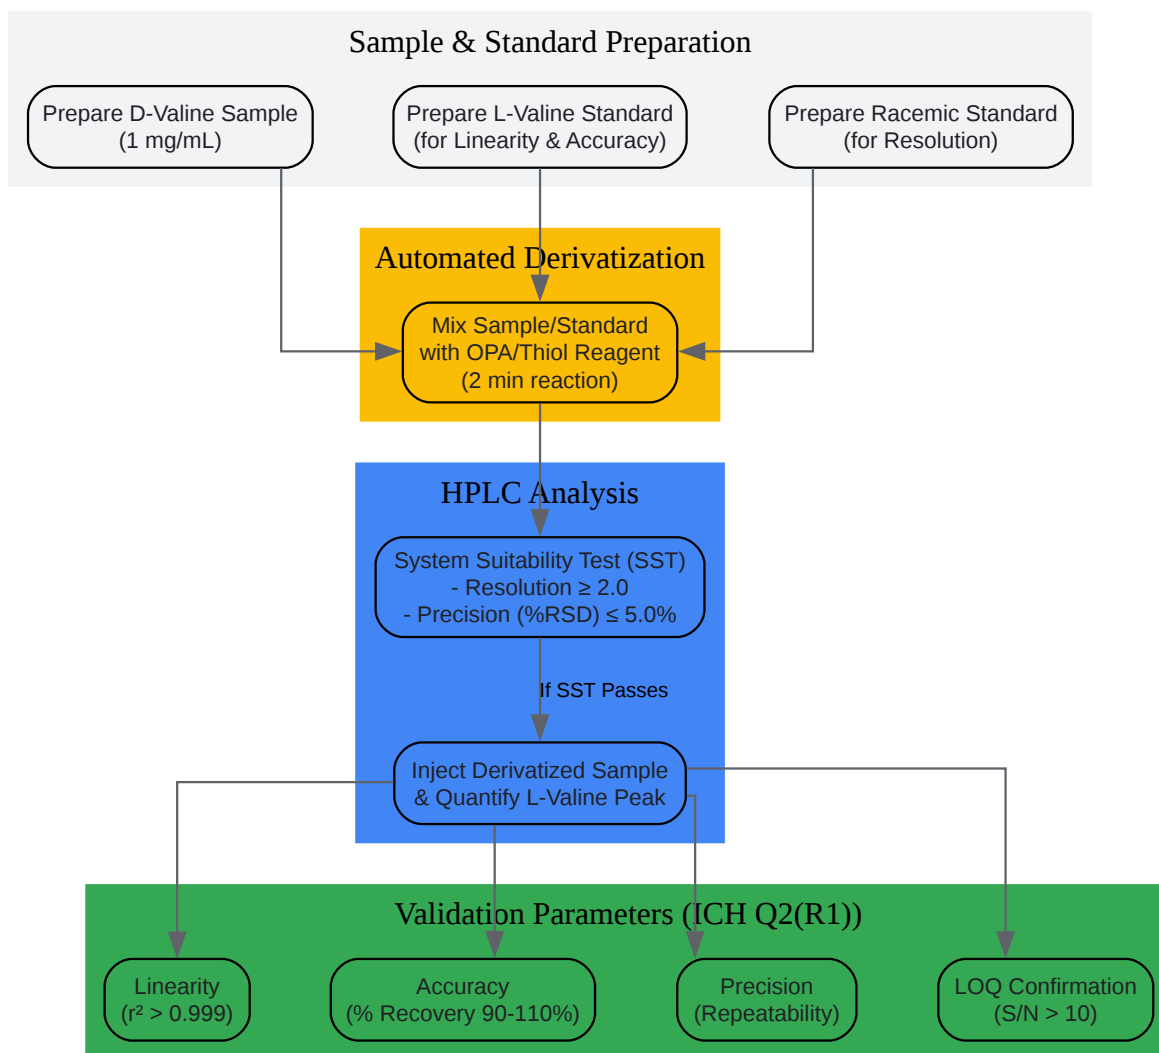 Sample & Standard Preparation
Prepare D-Valine Sample
(1 mg/mL)
Prepare L-Valine Standard
(for Linearity & Accuracy)
Prepare Racemic Standard
(for Resolution)
Automated Derivatization
Mix Sample/Standard
with OPA/Thiol Reagent
(2 min reaction)
HPLC Analysis
System Suitability Test (SST)
- Resolution ≥ 2.0
- Precision (%RSD) ≤ 5.0%
If SST Passes
Inject Derivatized Sample
& Quantify L-Valine Peak
Validation Parameters (ICH Q2(R1))
Linearity
(r² > 0.999)
Accuracy
(% Recovery 90-110%)
Precision
(Repeatability)
LOQ Confirmation
(S/N > 10)